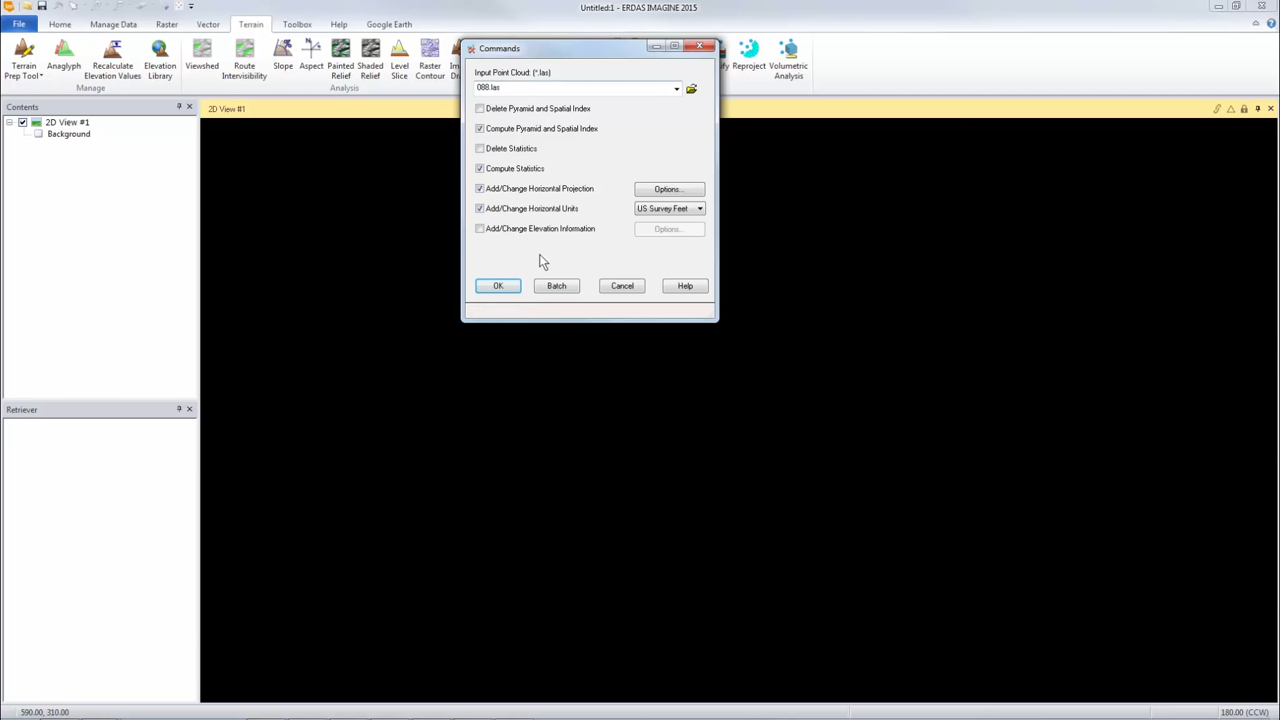 Untitled:1 - ERDAS IMAGINE 2015
File Home Manage Data Raster Vector Terrain Toolbox Help Google Earth
Terrain Prep Tool
Anaglyph
Recalculate Elevation Values
Elevation Library
Viewshed
Route Intervisibility
Slope
Aspect
Painted Relief
Shaded Relief
Level Slice
Raster Contour
Reproject
Volumetric Analysis
Manage
Analysis
Contents
2D View #1
Background
Retriever
2D View #1
Commands
Input Point Cloud: (*.las)
088.las
Delete Pyramid and Spatial Index
Compute Pyramid and Spatial Index
Delete Statistics
Compute Statistics
Add/Change Horizontal Projection Options...
Add/Change Horizontal Units US Survey Feet
Add/Change Elevation Information Options...
OK Batch Cancel Help
590.00, 310.00
180.00 (CCW)